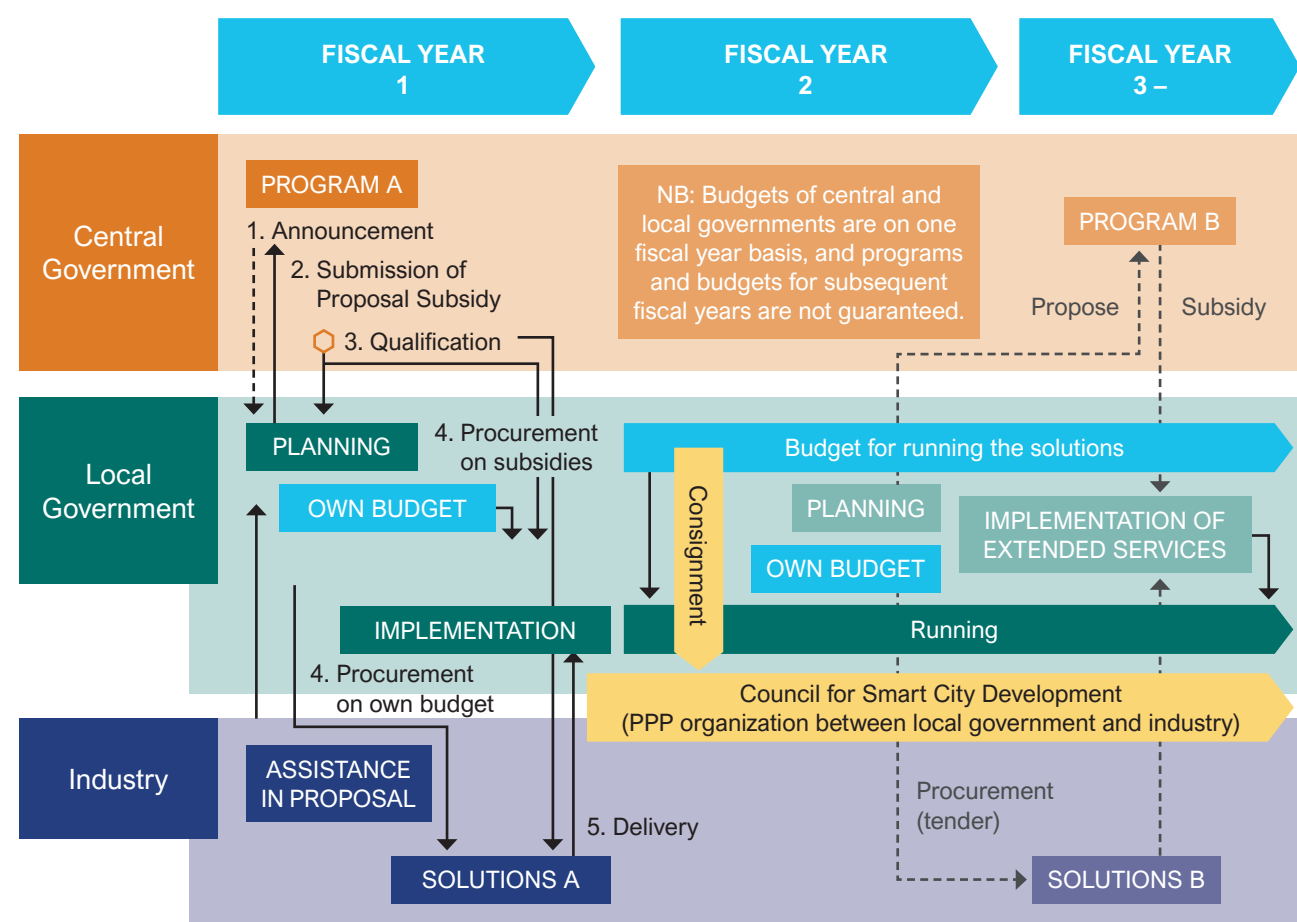 FISCAL YEAR
1
FISCAL YEAR
2
FISCAL YEAR
3 –
Central
Government
PROGRAM A
1. Announcement
2. Submission of
Proposal Subsidy
3. Qualification
NB: Budgets of central and
local governments are on one
fiscal year basis, and programs
and budgets for subsequent
fiscal years are not guaranteed.
PROGRAM B
Propose
Subsidy
Local
Government
PLANNING
4. Procurement
on subsidies
OWN BUDGET
IMPLEMENTATION
4. Procurement
on own budget
Budget for running the solutions
Consignment
PLANNING
OWN BUDGET
IMPLEMENTATION OF
EXTENDED SERVICES
Running
Council for Smart City Development
(PPP organization between local government and industry)
Industry
ASSISTANCE
IN PROPOSAL
5. Delivery
SOLUTIONS A
Procurement
(tender)
SOLUTIONS B